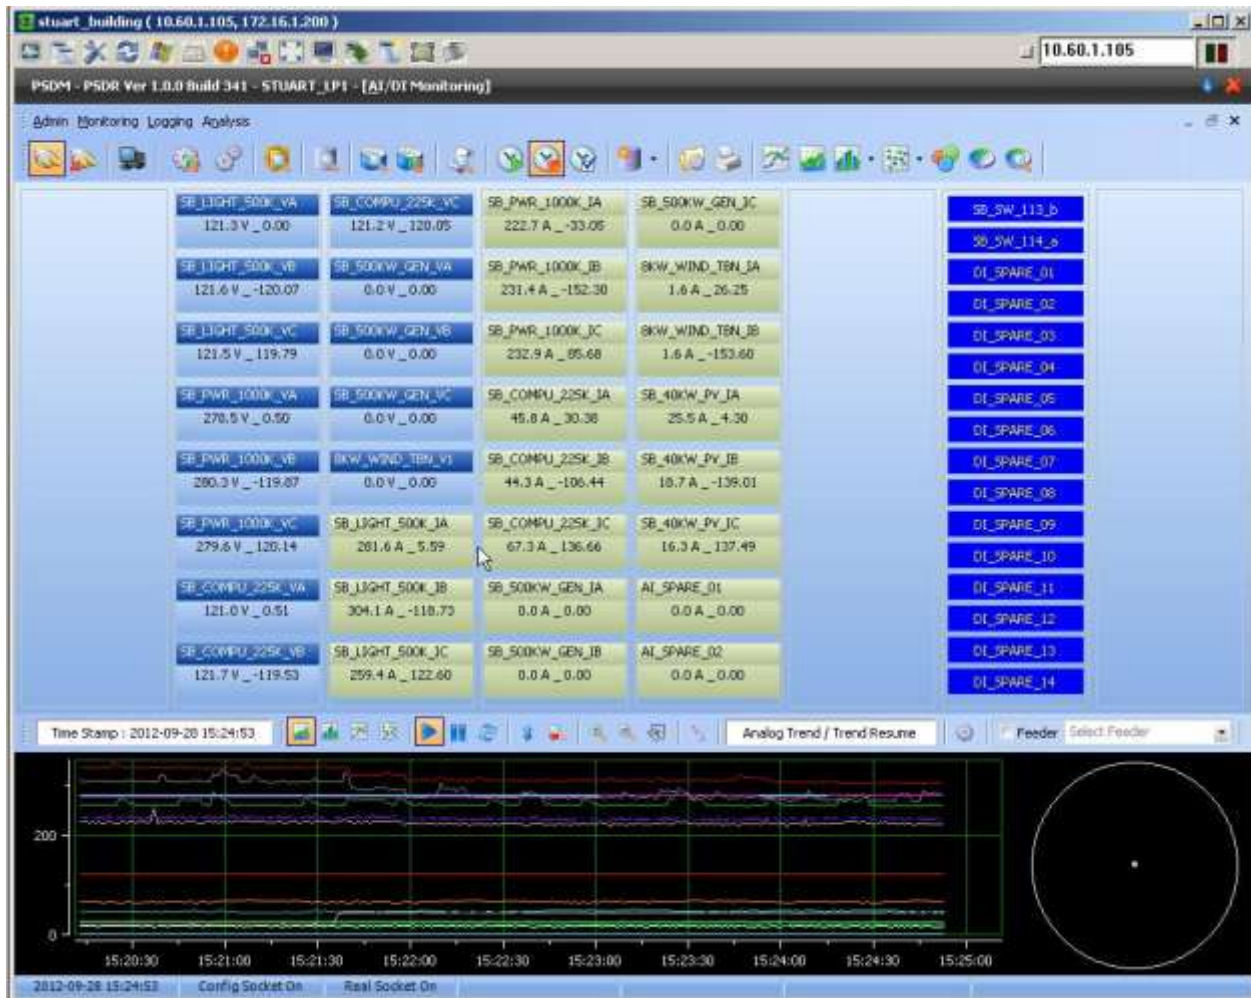 stuart_building ( 10.60.1.105, 172.16.1.200 )
10.60.1.105
PSDM - PSDR Ver 1.0.0 Build 341 - STUART_LP1 - [AI/DI Monitoring]
Admin Monitoring Logging Analysis
SB_LIGHT_500K_VA SB_COMPU_225K_VC SB_PWR_1000K_IA SB_500KW_GEN_IC SB_SW_113_b
121.3 V _ 0.00 121.2 V _ 120.05 222.7 A _ -33.05 0.0 A _ 0.00 SB_SW_114_a
SB_LIGHT_500K_VB SB_500KW_GEN_VA SB_PWR_1000K_IB 8KW_WIND_TBN_IA DI_SPARE_01
121.6 V _ -120.07 0.0 V _ 0.00 231.4 A _ -152.30 1.6 A _ 26.25 DI_SPARE_02
SB_LIGHT_500K_VC SB_500KW_GEN_VB SB_PWR_1000K_IC 8KW_WIND_TBN_IB DI_SPARE_03
121.5 V _ 119.79 0.0 V _ 0.00 232.9 A _ 85.68 1.6 A _ -153.60 DI_SPARE_04
SB_PWR_1000K_VA SB_500KW_GEN_VC SB_COMPU_225K_IA SB_40KW_PV_IA DI_SPARE_05
278.5 V _ 0.50 0.0 V _ 0.00 45.8 A _ 30.38 25.5 A _ 4.30 DI_SPARE_06
SB_PWR_1000K_VB 8KW_WIND_TBN_V1 SB_COMPU_225K_IB SB_40KW_PV_IB DI_SPARE_07
280.3 V _ -119.87 0.0 V _ 0.00 44.3 A _ -106.44 18.7 A _ -139.01 DI_SPARE_08
SB_PWR_1000K_VC SB_LIGHT_500K_IA SB_COMPU_225K_IC SB_40KW_PV_IC DI_SPARE_09
279.6 V _ 120.14 281.6 A _ 5.59 67.3 A _ 136.66 16.3 A _ 137.49 DI_SPARE_10
SB_COMPU_225K_VA SB_LIGHT_500K_IB SB_500KW_GEN_IA AI_SPARE_01 DI_SPARE_11
121.0 V _ 0.51 304.1 A _ -118.73 0.0 A _ 0.00 0.0 A _ 0.00 DI_SPARE_12
SB_COMPU_225K_VB SB_LIGHT_500K_IC SB_500KW_GEN_IB AI_SPARE_02 DI_SPARE_13
121.7 V _ -119.53 259.4 A _ 122.60 0.0 A _ 0.00 0.0 A _ 0.00 DI_SPARE_14
Time Stamp : 2012-09-28 15:24:53 Analog Trend / Trend Resume Feeder Select Feeder
200
0
15:20:30 15:21:00 15:21:30 15:22:00 15:22:30 15:23:00 15:23:30 15:24:00 15:24:30 15:25:00
2012-09-28 15:24:53 Config Socket On Real Socket On